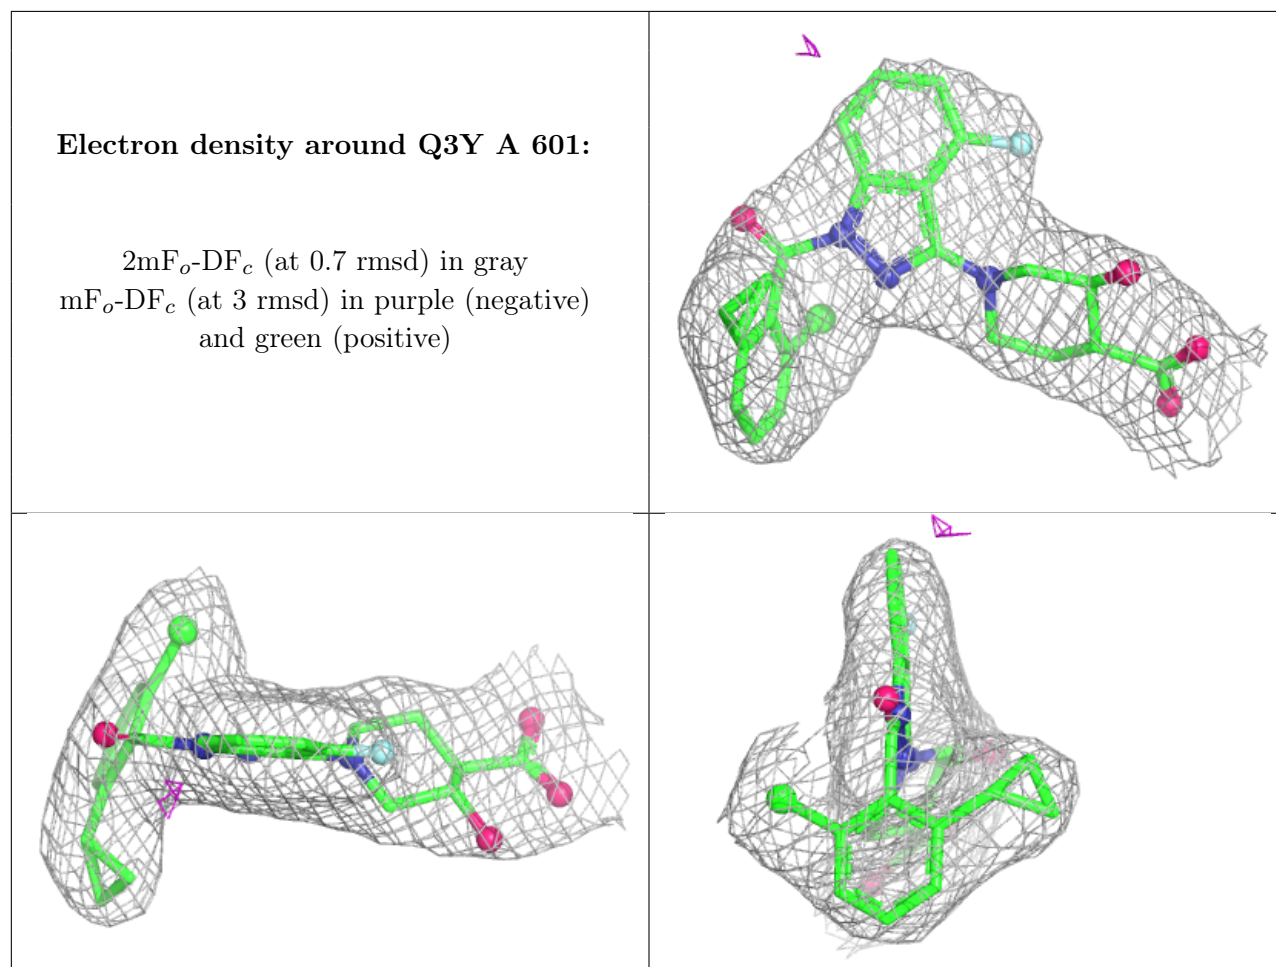 Electron density around Q3Y A 601:
2mFo-DFc (at 0.7 rmsd) in gray
mFo-DFc (at 3 rmsd) in purple (negative)
and green (positive)